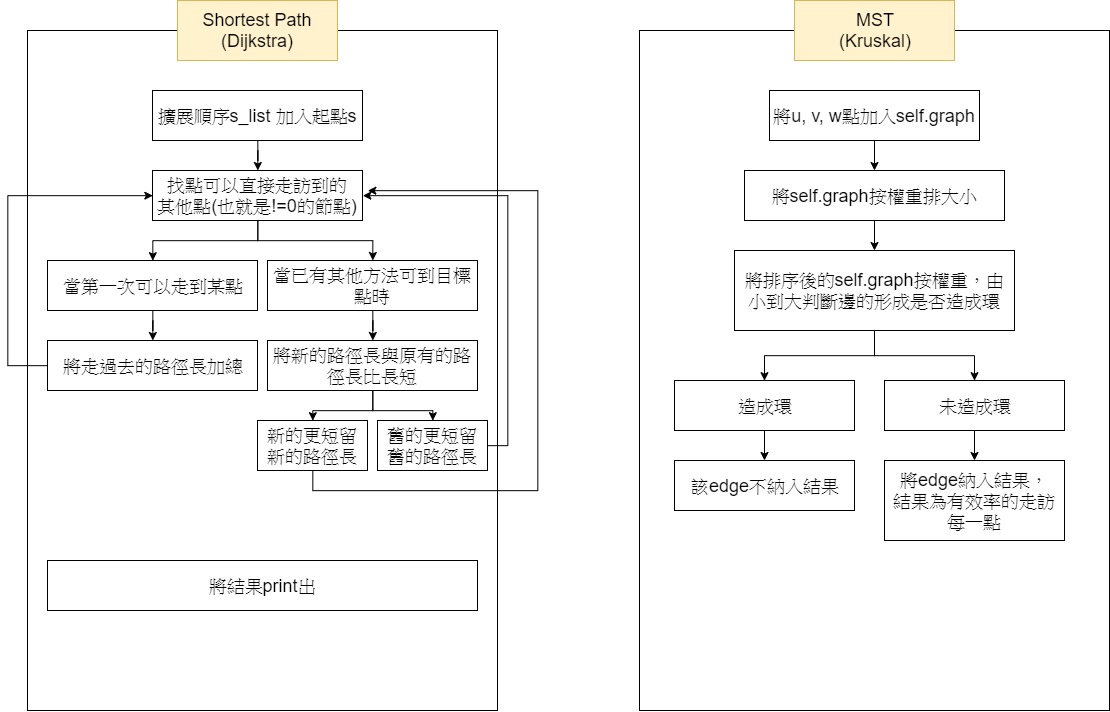 Shortest Path
(Dijkstra)
擴展順序s_list 加入起點s
找點可以直接走訪到的
其他點(也就是!=0的節點)
當第一次可以走到某點
當已有其他方法可到目標
點時
將走過去的路徑長加總
將新的路徑長與原有的路
徑長比長短
新的更短留
新的路徑長
舊的更短留
舊的路徑長
將結果print出
MST
(Kruskal)
將u, v, w點加入self.graph
將self.graph按權重排大小
將排序後的self.graph按權重，由
小到大判斷邊的形成是否造成環
造成環
未造成環
該edge不納入結果
將edge納入結果，
結果為有效率的走訪
每一點